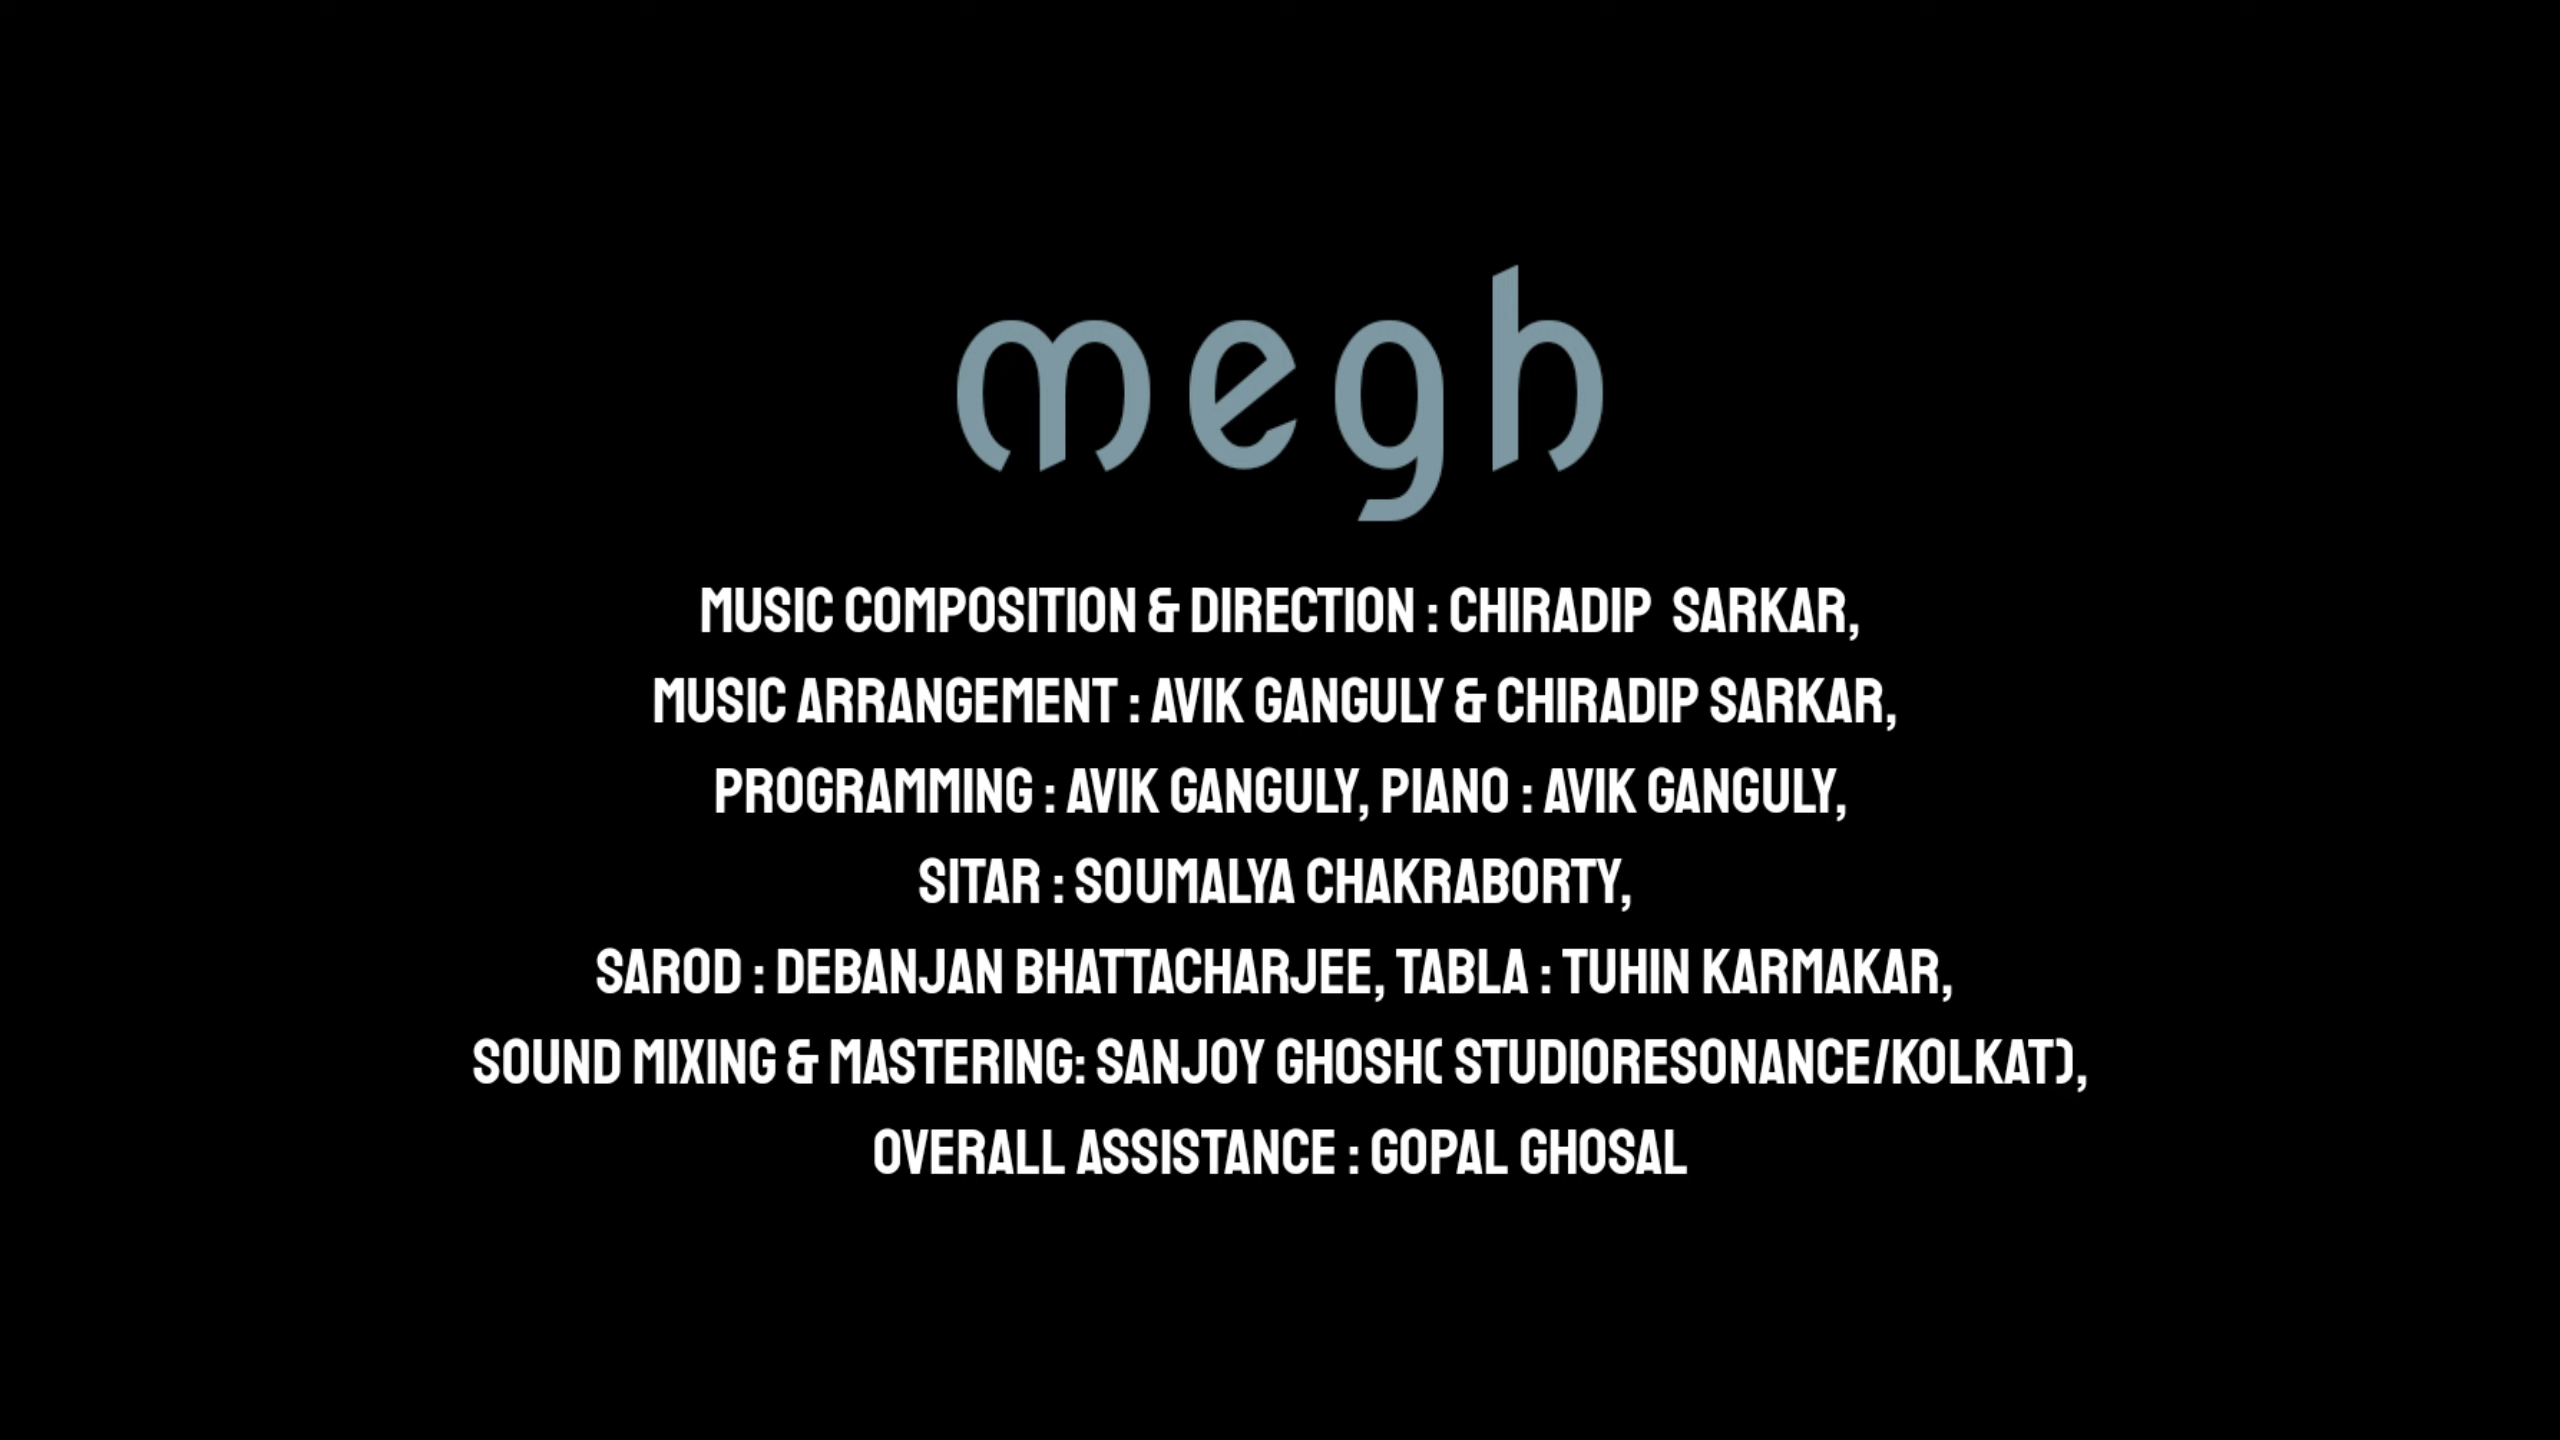 megh
MUSIC COMPOSITION & DIRECTION : CHIRADIP  SARKAR,
MUSIC ARRANGEMENT : AVIK GANGULY & CHIRADIP SARKAR,
PROGRAMMING : AVIK GANGULY, PIANO : AVIK GANGULY,
SITAR : SOUMALYA CHAKRABORTY,
SAROD : DEBANJAN BHATTACHARJEE, TABLA : TUHIN KARMAKAR,
SOUND MIXING & MASTERING: SANJOY GHOSH( STUDIORESONANCE/KOLKAT),
OVERALL ASSISTANCE : GOPAL GHOSAL